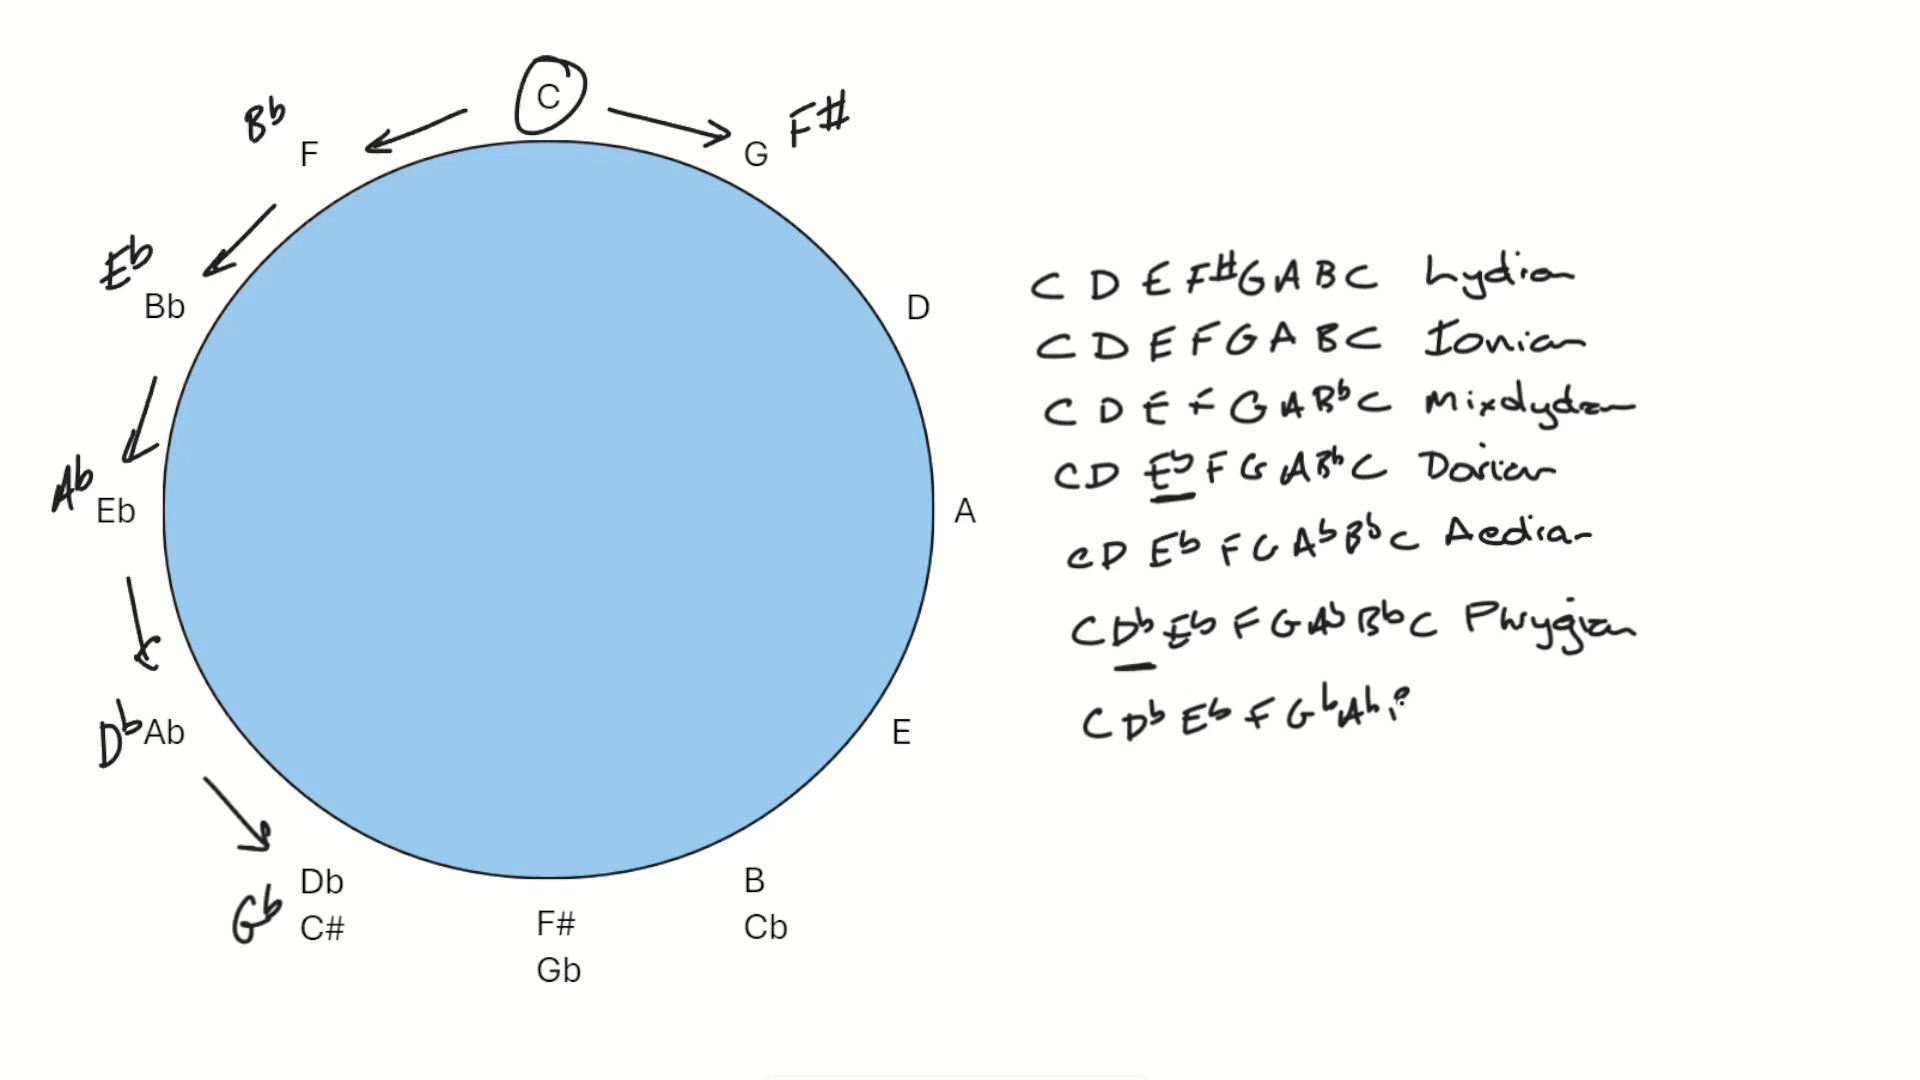 C
Bb
F
F#
G
Eb
Bb
D
Ab
Eb
A
Db
Ab
E
Db
Gb
C#
B
Cb
F#
Gb
C D E F# G A B C Lydian
C D E F G A B C Ionian
C D E F G A Bb C Mixolydian
C D Eb F G A Bb C Dorian
C D Eb F G Ab Bb C Aeolian
C Db Eb F G Ab Bb C Phrygian
C Db Eb F Gb Ab